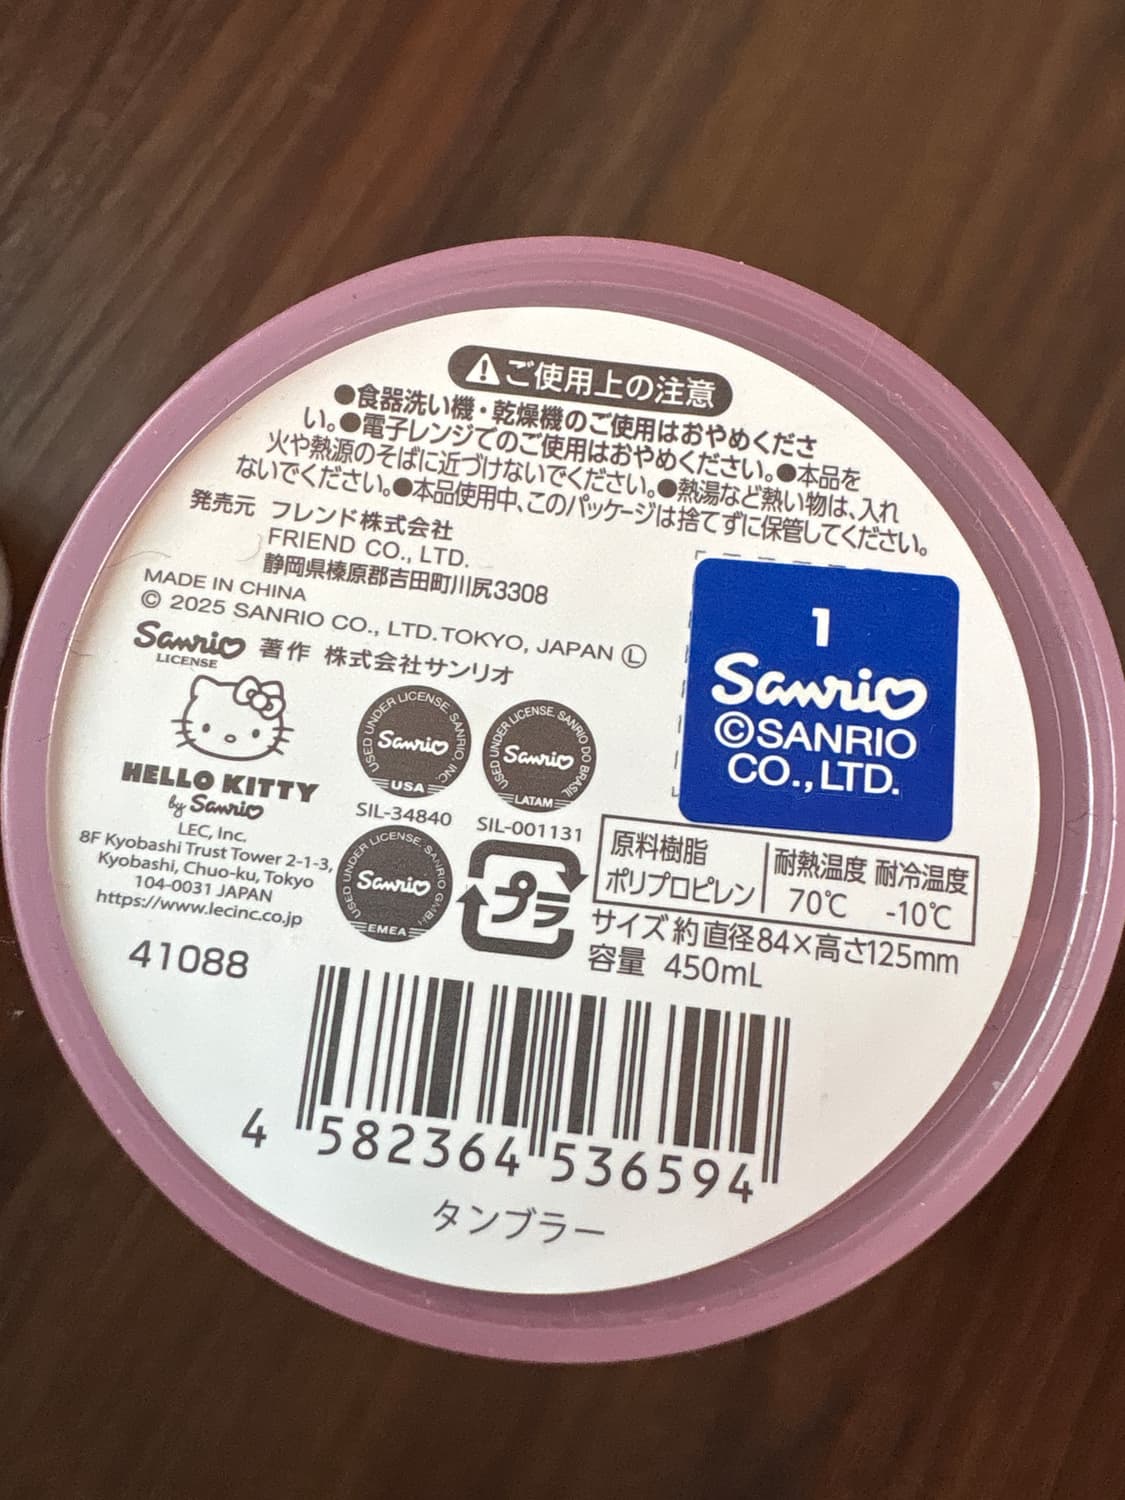 ⚠ご使用上の注意
●食器洗い機・乾燥機のご使用はおやめくださ
い。●電子レンジでのご使用はおやめください。●本品を
火や熱源のそばに近づけないでください。●熱湯など熱い物は、入れ
ないでください。●本品使用中、このパッケージは捨てずに保管してください。
発売元 フレンド株式会社
FRIEND CO., LTD.
静岡県榛原郡吉田町川尻3308
MADE IN CHINA
© 2025 SANRIO CO., LTD. TOKYO, JAPAN Ⓛ
Sanrio 著作 株式会社サンリオ
LICENSE
HELLO KITTY
by Sanrio
LEC, Inc.
8F Kyobashi Trust Tower 2-1-3,
Kyobashi, Chuo-ku, Tokyo
104-0031 JAPAN
https://www.lecinc.co.jp
41088
USED UNDER LICENSE SANRIO, INC.
Sanrio
USA
SIL-34840
USED UNDER LICENSE SANRIO DO BRASIL
Sanrio
LATAM
SIL-001131
USED UNDER LICENSE SANRIO GMBH
Sanrio
EMEA
プラ
1
Sanrio
©SANRIO
CO.,LTD.
原料樹脂 耐熱温度 耐冷温度
ポリプロピレン 70℃ -10℃
サイズ 約 直径84×高さ125mm
容量 450mL
4 582364 536594
タンブラー